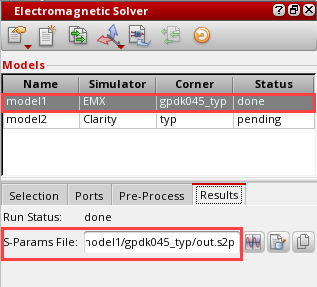 Electromagnetic Solver
Models
Name Simulator Corner Status
model1 EMX gpdk045_typ done
model2 Clarity typ pending
Selection Ports Pre-Process Results
Run Status: done
S-Params File: nodel1/gpdk045_typ/out.s2p